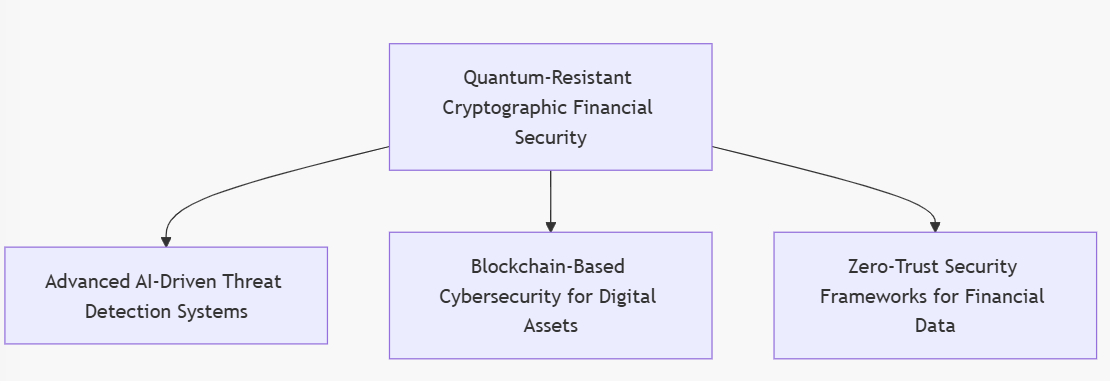 Quantum-Resistant
Cryptographic Financial
Security
Advanced AI-Driven Threat
Detection Systems
Blockchain-Based
Cybersecurity for Digital
Assets
Zero-Trust Security
Frameworks for Financial
Data